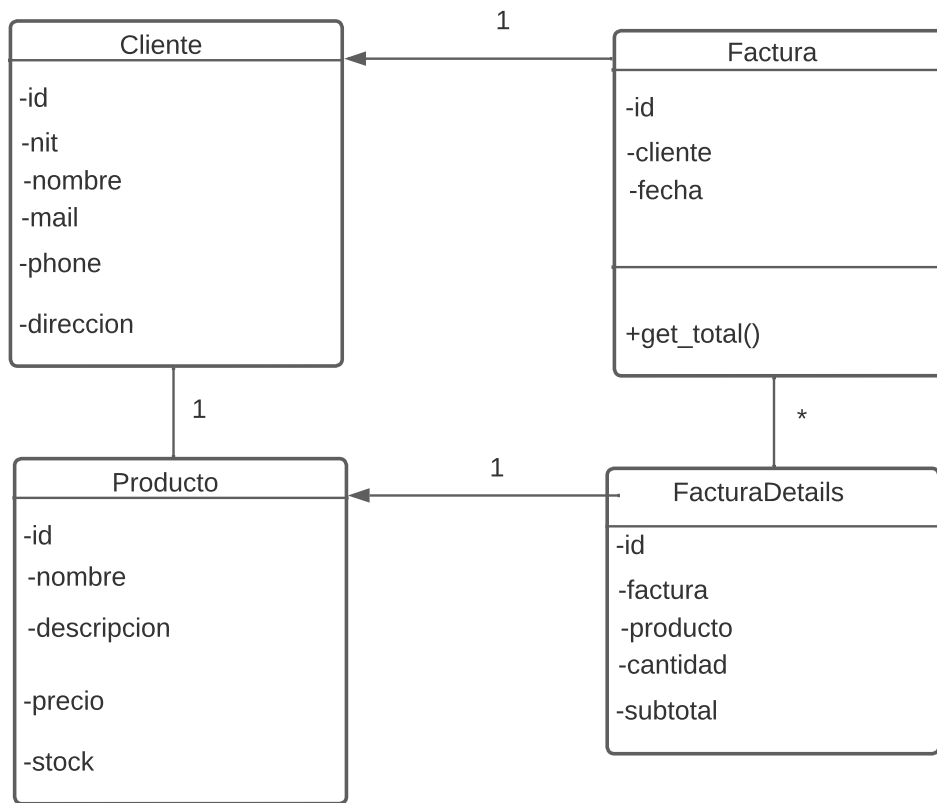 Cliente
-id
-nit
-nombre
-mail
-phone
-direccion
1
Factura
-id
-cliente
-fecha
+get_total()
1
*
Producto
-id
-nombre
-descripcion
-precio
-stock
1
FacturaDetails
-id
-factura
-producto
-cantidad
-subtotal